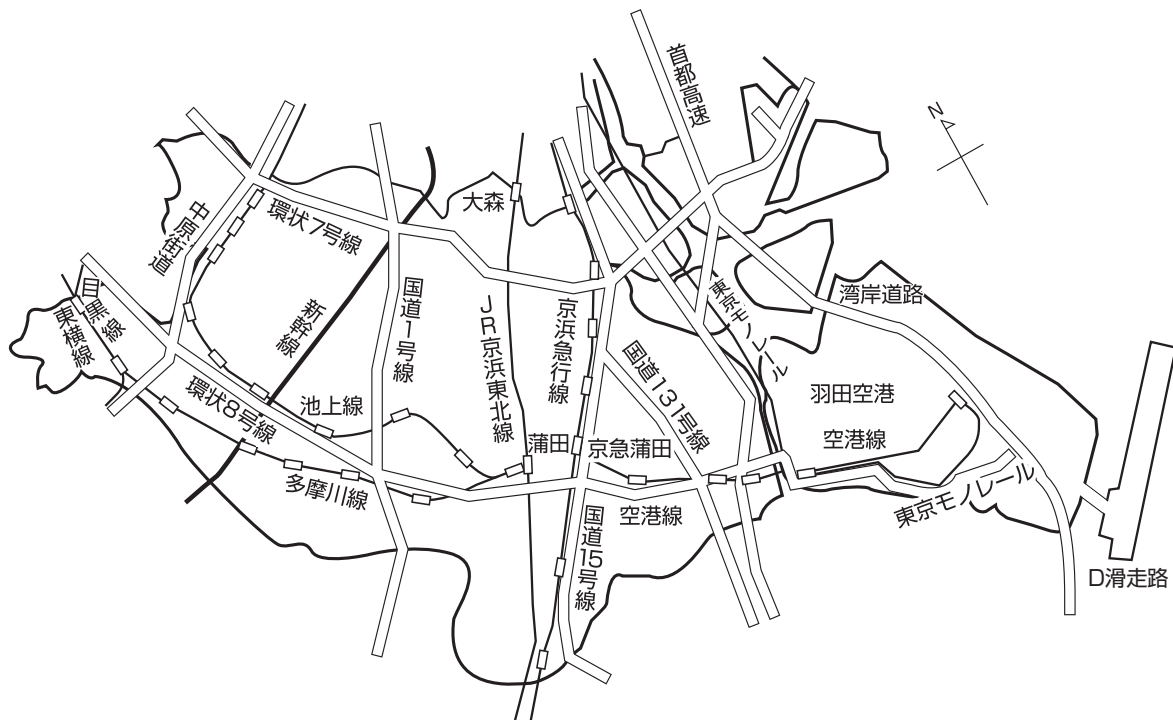 首都高速
N
大森
中原街道
環状7号線
目黒線
東横線
新幹線
国道1号線
JR京浜東北線
京浜急行線
東京モノレール
湾岸道路
国道131号線
羽田空港
環状8号線
池上線
蒲田
京急蒲田
空港線
多摩川線
空港線
東京モノレール
国道15号線
D滑走路